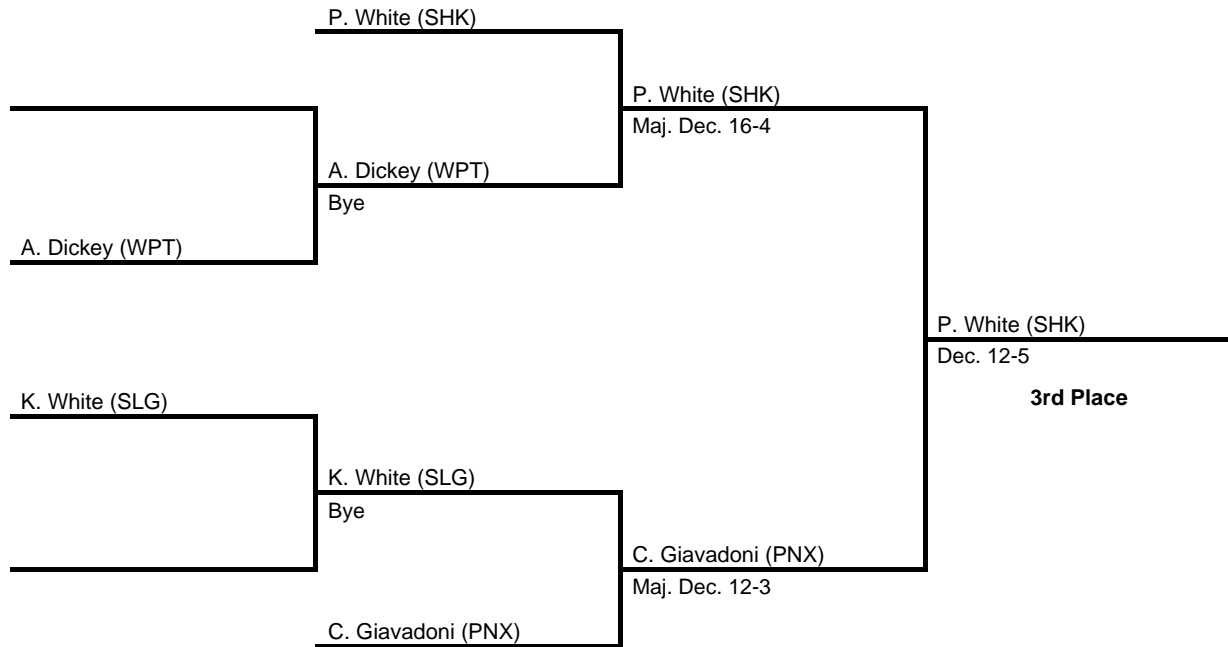 P. White (SHK)
P. White (SHK)
Maj. Dec. 16-4
A. Dickey (WPT)
Bye
A. Dickey (WPT)
P. White (SHK)
Dec. 12-5
3rd Place
K. White (SLG)
K. White (SLG)
Bye
C. Giavadoni (PNX)
Maj. Dec. 12-3
C. Giavadoni (PNX)